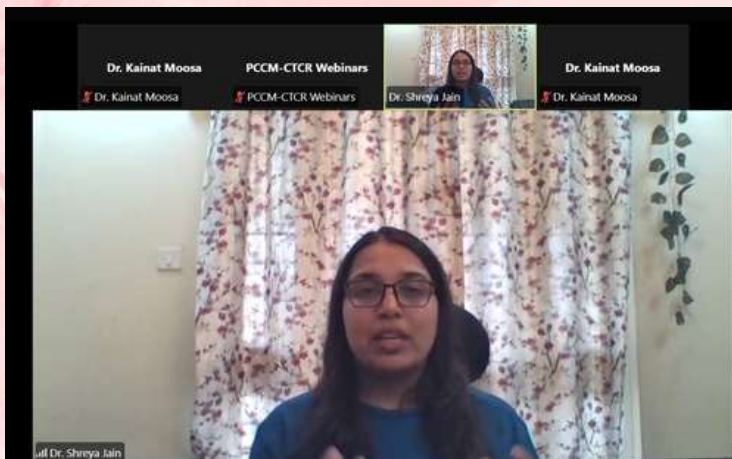 Dr. Kainat Moosa
PCCM-CTCR Webinars
Dr. Kainat Moosa
Dr. Kainat Moosa
PCCM-CTCR Webinars
Dr. Shreya Jain
Dr. Kainat Moosa
Dr. Shreya Jain